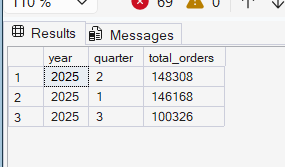 110 %
69
0
Results
Messages
year quarter total_orders
1 2025 2 148308
2 2025 1 146168
3 2025 3 100326